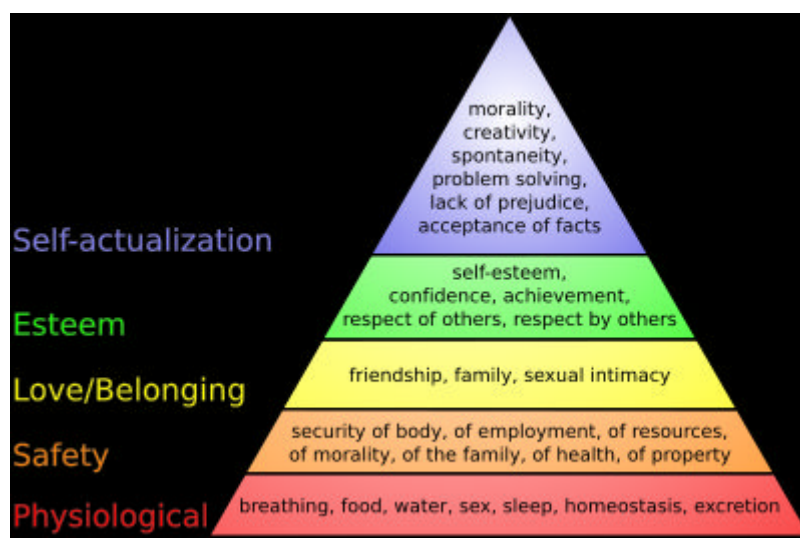 morality,
creativity,
spontaneity,
problem solving,
lack of prejudice,
acceptance of facts
Self-actualization
self-esteem,
confidence, achievement,
respect of others, respect by others
Esteem
friendship, family, sexual intimacy
Love/Belonging
security of body, of employment, of resources,
of morality, of the family, of health, of property
Safety
breathing, food, water, sex, sleep, homeostasis, excretion
Physiological